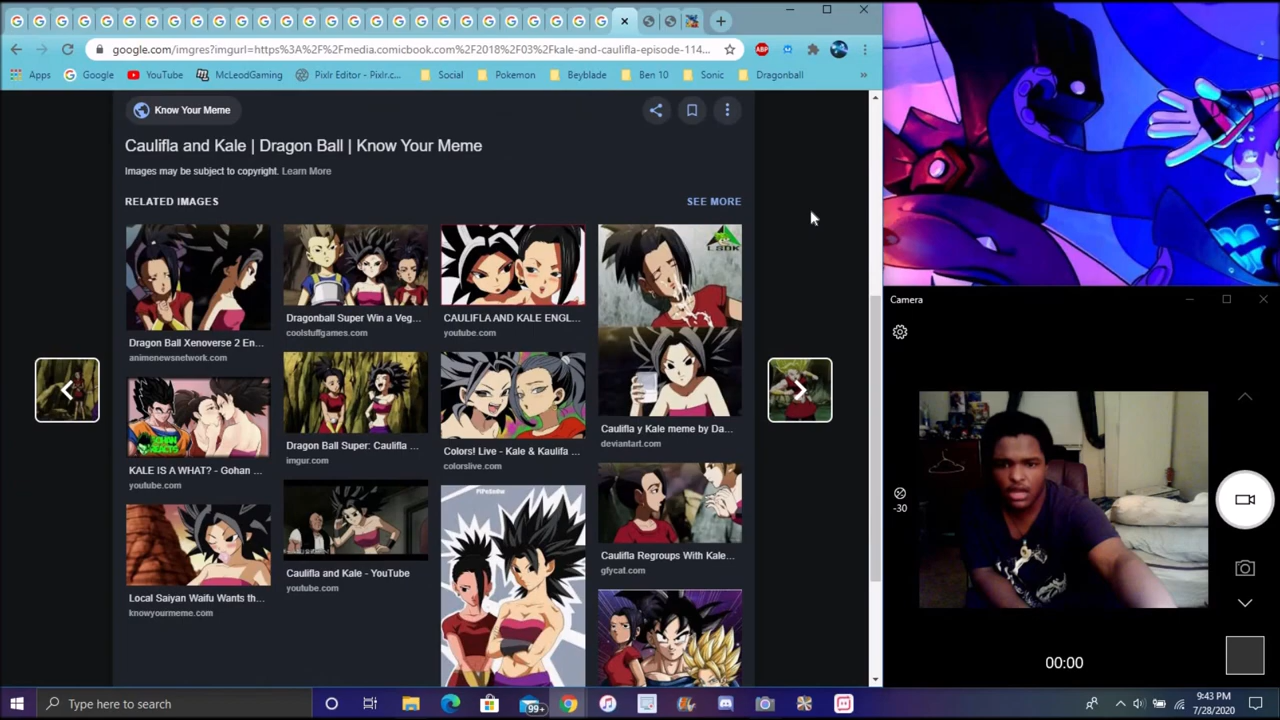 google.com/imgres?imgurl=https%3A%2F%2Fmedia.comicbook.com%2F2018%2F03%2Fkale-and-caulifla-episode-114...
ABP
Apps
Google
YouTube
McLeodGaming
Pixlr Editor - Pixlr.c...
Social
Pokemon
Beyblade
Ben 10
Sonic
Dragonball
»
Know Your Meme
Caulifla and Kale | Dragon Ball | Know Your Meme
Images may be subject to copyright. Learn More
RELATED IMAGES
SEE MORE
Dragon Ball Xenoverse 2 En...
animenewsnetwork.com
Dragonball Super Win a Veg...
coolstuffgames.com
CAULIFLA AND KALE ENGL...
youtube.com
Caulifla y Kale meme by Da...
deviantart.com
GOHAN
REACTS
KALE IS A WHAT? - Gohan ...
youtube.com
Dragon Ball Super: Caulifla ...
imgur.com
Colors! Live - Kale & Kaulifa ...
colorslive.com
Caulifla Regroups With Kale...
gfycat.com
Local Saiyan Waifu Wants th...
knowyourmeme.com
Caulifla and Kale - YouTube
youtube.com
Camera
-30
00:00
Type here to search
99+
9:43 PM
7/28/2020